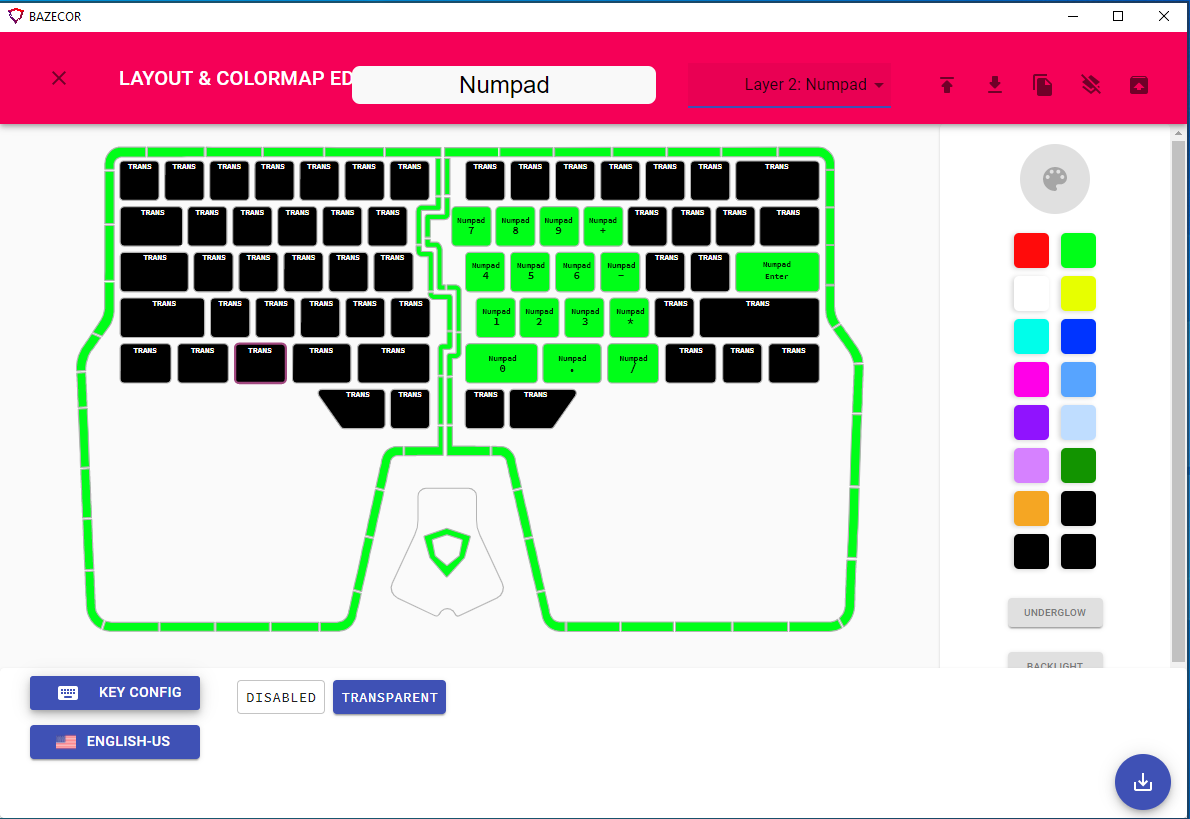 BAZECOR
LAYOUT & COLORMAP ED
Numpad
Layer 2: Numpad
TRANS TRANS TRANS TRANS TRANS TRANS TRANS TRANS TRANS TRANS TRANS TRANS TRANS TRANS
TRANS TRANS TRANS TRANS TRANS TRANS Numpad 7 Numpad 8 Numpad 9 Numpad + TRANS TRANS TRANS TRANS
TRANS TRANS TRANS TRANS TRANS TRANS Numpad 4 Numpad 5 Numpad 6 Numpad - TRANS TRANS Numpad Enter
TRANS TRANS TRANS TRANS TRANS TRANS Numpad 1 Numpad 2 Numpad 3 Numpad * TRANS TRANS
TRANS TRANS TRANS TRANS TRANS Numpad 0 Numpad . Numpad / TRANS TRANS TRANS
TRANS TRANS TRANS TRANS
UNDERGLOW
BACKLIGHT
KEY CONFIG
DISABLED TRANSPARENT
ENGLISH-US